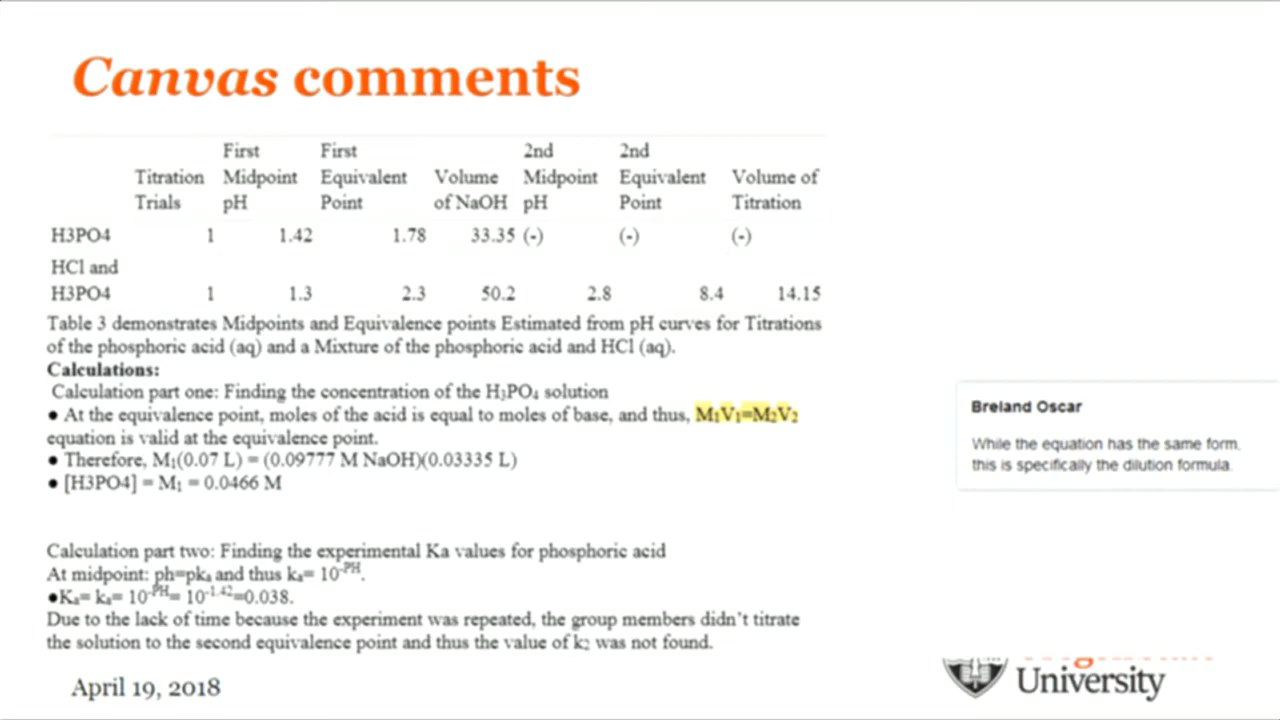 Canvas comments
First First 2nd 2nd
Titration Midpoint Equivalent Volume Midpoint Equivalent Volume of
Trials pH Point of NaOH pH Point Titration
H3PO4 1 1.42 1.78 33.35 (-) (-) (-)
HCl and
H3PO4 1 1.3 2.3 50.2 2.8 8.4 14.15
Table 3 demonstrates Midpoints and Equivalence points Estimated from pH curves for Titrations
of the phosphoric acid (aq) and a Mixture of the phosphoric acid and HCl (aq).
Calculations:
Calculation part one: Finding the concentration of the H₃PO₄ solution
● At the equivalence point, moles of the acid is equal to moles of base, and thus, M₁V₁=M₂V₂
equation is valid at the equivalence point.
● Therefore, M₁(0.07 L) = (0.09777 M NaOH)(0.03335 L)
● [H3PO4] = M₁ = 0.0466 M
Breland Oscar
While the equation has the same form,
this is specifically the dilution formula.
Calculation part two: Finding the experimental Ka values for phosphoric acid
At midpoint: ph=pkₐ and thus kₐ= 10⁻ᴾᴴ.
●Kₐ= kₐ= 10⁻ᴾᴴ= 10⁻¹·⁴²=0.038.
Due to the lack of time because the experiment was repeated, the group members didn't titrate
the solution to the second equivalence point and thus the value of k₂ was not found.
April 19, 2018
University